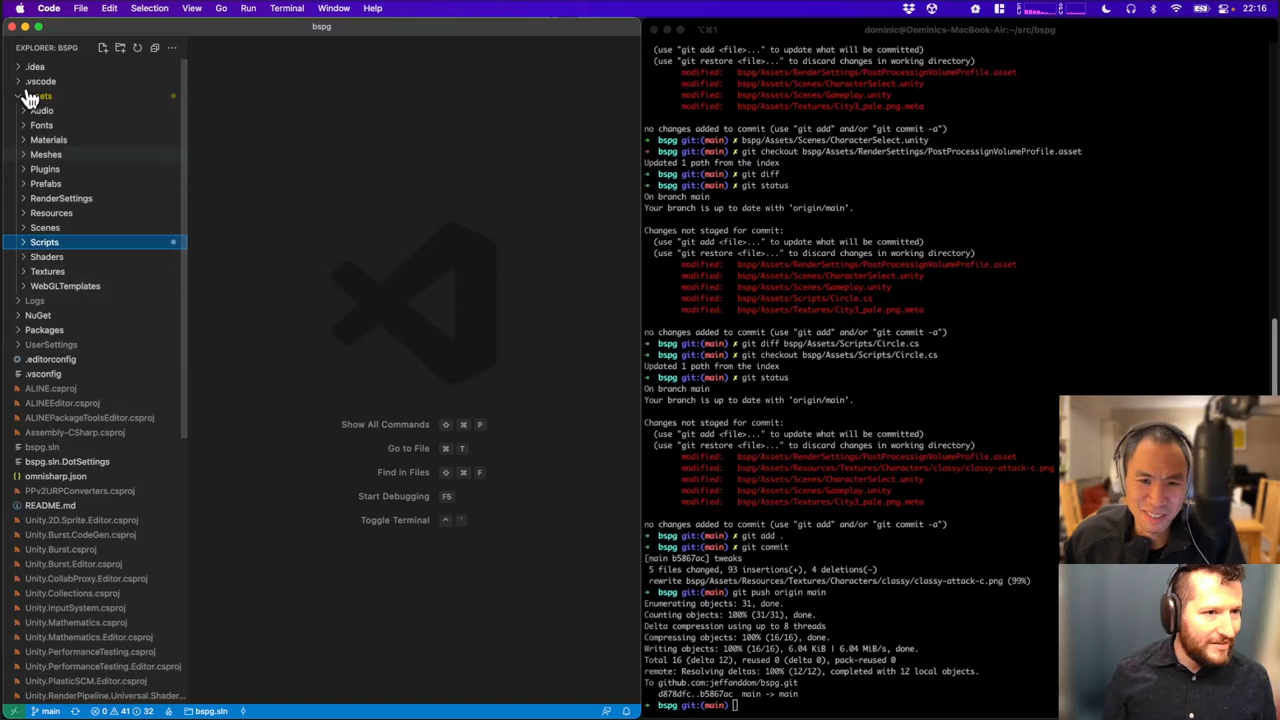 Code File Edit Selection View Go Run Terminal Window Help
22:16
bspg
EXPLORER: BSPG
.idea
.vscode
Audio
Fonts
Materials
Meshes
Plugins
Prefabs
RenderSettings
Resources
Scenes
Scripts
Shaders
Textures
WebGLTemplates
Logs
NuGet
Packages
UserSettings
.editorconfig
.vsconfig
ALINE.csproj
ALINEEditor.csproj
ALINEPackageToolsEditor.csproj
Assembly-CSharp.csproj
bspg.sln
bspg.sln.DotSettings
omnisharp.json
PPv2URPConverters.csproj
README.md
Unity.2D.Sprite.Editor.csproj
Unity.Burst.CodeGen.csproj
Unity.Burst.csproj
Unity.Burst.Editor.csproj
Unity.CollabProxy.Editor.csproj
Unity.Collections.csproj
Unity.InputSystem.csproj
Unity.Mathematics.csproj
Unity.Mathematics.Editor.csproj
Unity.PerformanceTesting.csproj
Unity.PerformanceTesting.Editor.csproj
Unity.PlasticSCM.Editor.csproj
Unity.RenderPipeline.Universal.Shader...
main 0 41 32 bspg.sln
Show All Commands ⇧ ⌘ P
Go to File ⌘ T
Find in Files ⇧ ⌘ F
Start Debugging F5
Toggle Terminal ^ `
⌥⌘1 dominic@Dominics-MacBook-Air:~/src/bspg
(use "git add <file>..." to update what will be committed)
(use "git restore <file>..." to discard changes in working directory)
modified: bspg/Assets/RenderSettings/PostProcessignVolumeProfile.asset
modified: bspg/Assets/Scenes/CharacterSelect.unity
modified: bspg/Assets/Scenes/Gameplay.unity
modified: bspg/Assets/Textures/City3_pale.png.meta
no changes added to commit (use "git add" and/or "git commit -a")
➜ bspg git:(main) ✗ bspg/Assets/Scenes/CharacterSelect.unity
➜ bspg git:(main) ✗ git checkout bspg/Assets/RenderSettings/PostProcessignVolumeProfile.asset
Updated 1 path from the index
➜ bspg git:(main) ✗ git diff
➜ bspg git:(main) ✗ git status
On branch main
Your branch is up to date with 'origin/main'.
Changes not staged for commit:
(use "git add <file>..." to update what will be committed)
(use "git restore <file>..." to discard changes in working directory)
modified: bspg/Assets/RenderSettings/PostProcessignVolumeProfile.asset
modified: bspg/Assets/Scenes/CharacterSelect.unity
modified: bspg/Assets/Scenes/Gameplay.unity
modified: bspg/Assets/Scripts/Circle.cs
modified: bspg/Assets/Textures/City3_pale.png.meta
no changes added to commit (use "git add" and/or "git commit -a")
➜ bspg git:(main) ✗ git diff bspg/Assets/Scripts/Circle.cs
➜ bspg git:(main) ✗ git checkout bspg/Assets/Scripts/Circle.cs
Updated 1 path from the index
➜ bspg git:(main) ✗ git status
On branch main
Your branch is up to date with 'origin/main'.
Changes not staged for commit:
(use "git add <file>..." to update what will be committed)
(use "git restore <file>..." to discard changes in working directory)
modified: bspg/Assets/RenderSettings/PostProcessignVolumeProfile.asset
modified: bspg/Assets/Resources/Textures/Characters/classy/classy-attack-c.png
modified: bspg/Assets/Scenes/CharacterSelect.unity
modified: bspg/Assets/Scenes/Gameplay.unity
modified: bspg/Assets/Textures/City3_pale.png.meta
no changes added to commit (use "git add" and/or "git commit -a")
➜ bspg git:(main) ✗ git add .
➜ bspg git:(main) ✗ git commit
[main b5867ac] tweaks
5 files changed, 93 insertions(+), 4 deletions(-)
rewrite bspg/Assets/Resources/Textures/Characters/classy/classy-attack-c.png (99%)
➜ bspg git:(main) git push origin main
Enumerating objects: 31, done.
Counting objects: 100% (31/31), done.
Delta compression using up to 8 threads
Compressing objects: 100% (16/16), done.
Writing objects: 100% (16/16), 6.04 KiB | 6.04 MiB/s, done.
Total 16 (delta 12), reused 0 (delta 0), pack-reused 0
remote: Resolving deltas: 100% (12/12), completed with 12 local objects.
To github.com:jeffanddom/bspg.git
d878dfc..b5867ac main -> main
➜ bspg git:(main)